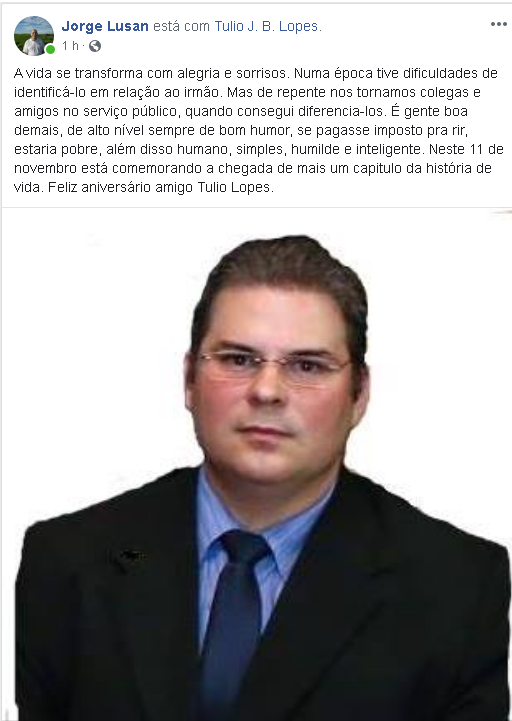 Jorge Lusan está com Tulio J. B. Lopes.
1 h ·
A vida se transforma com alegria e sorrisos. Numa época tive dificuldades de
identificá-lo em relação ao irmão. Mas de repente nos tornamos colegas e
amigos no serviço público, quando consegui diferencia-los. É gente boa
demais, de alto nível sempre de bom humor, se pagasse imposto pra rir,
estaria pobre, além disso humano, simples, humilde e inteligente. Neste 11 de
novembro está comemorando a chegada de mais um capitulo da história de
vida. Feliz aniversário amigo Tulio Lopes.